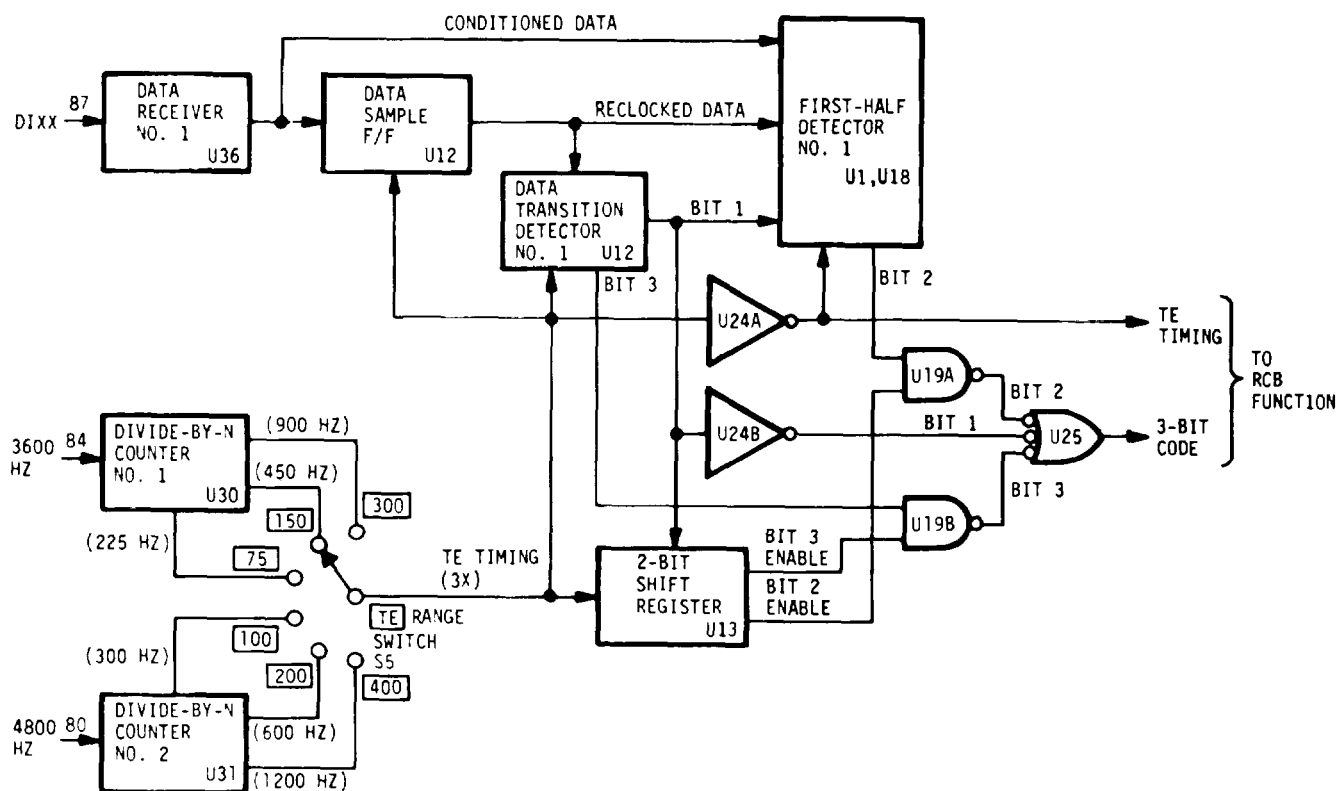 CONDITIONED DATA
DIXX
87
DATA
RECEIVER
NO. 1
U36
DATA
SAMPLE
F/F
U12
RECLOCKED DATA
FIRST-HALF
DETECTOR
NO. 1
U1,U18
DATA
TRANSITION
DETECTOR
NO. 1
U12
BIT 1
BIT 3
BIT 2
U24A
TE
TIMING
U19A
BIT 2
U24B
BIT 1
U25
3-BIT
CODE
TO
RCB
FUNCTION
BIT 3
U19B
3600
HZ
84
DIVIDE-BY-N
COUNTER
NO. 1
U30
(900 HZ)
(450 HZ)
(225 HZ)
300
150
75
TE TIMING
(3X)
TE RANGE
SWITCH
S5
2-BIT
SHIFT
REGISTER
U13
BIT 3
ENABLE
BIT 2
ENABLE
100
(300 HZ)
200
400
4800
HZ
80
DIVIDE-BY-N
COUNTER
NO. 2
U31
(600 HZ)
(1200 HZ)